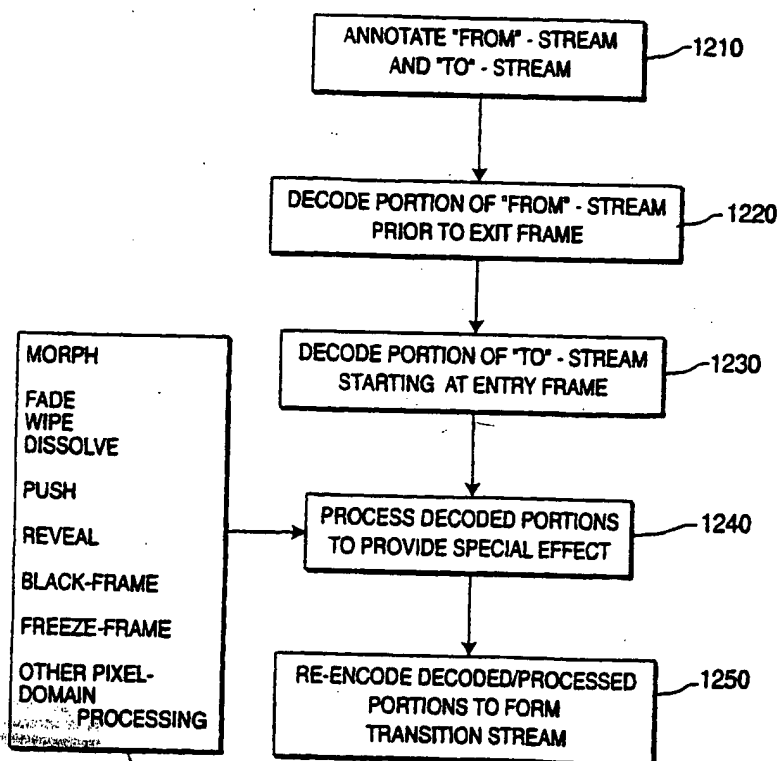 ANNOTATE "FROM" - STREAM
AND "TO" - STREAM
1210
DECODE PORTION OF "FROM" - STREAM
PRIOR TO EXIT FRAME
1220
DECODE PORTION OF "TO" - STREAM
STARTING AT ENTRY FRAME
1230
MORPH
FADE
WIPE
DISSOLVE
PUSH
REVEAL
BLACK-FRAME
FREEZE-FRAME
OTHER PIXEL-
DOMAIN
PROCESSING
PROCESS DECODED PORTIONS
TO PROVIDE SPECIAL EFFECT
1240
RE-ENCODE DECODED/PROCESSED
PORTIONS TO FORM
TRANSITION STREAM
1250